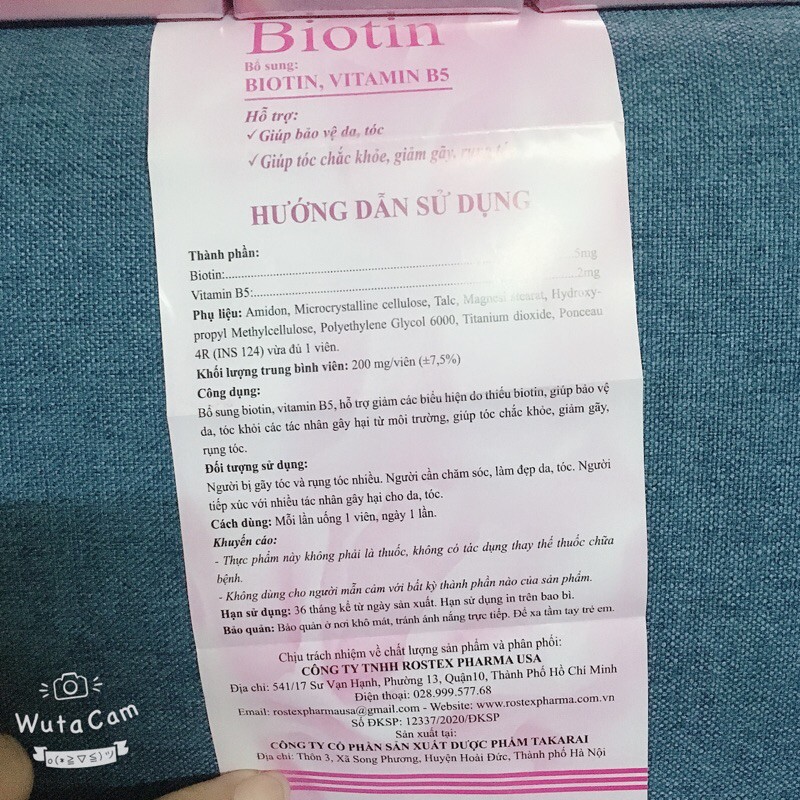 Biotin
Bổ sung:
BIOTIN, VITAMIN B5
Hỗ trợ:
✓Giúp bảo vệ da, tóc
✓Giúp tóc chắc khỏe, giảm gãy, rụng tóc
HƯỚNG DẪN SỬ DỤNG
Thành phần:
Biotin:..........................................................5mg
Vitamin B5:..........................................................2mg
Phụ liệu: Amidon, Microcrystalline cellulose, Talc, Magnesi stearat, Hydroxy-
propyl Methylcellulose, Polyethylene Glycol 6000, Titanium dioxide, Ponceau
4R (INS 124) vừa đủ 1 viên.
Khối lượng trung bình viên: 200 mg/viên (±7,5%)
Công dụng:
Bổ sung biotin, vitamin B5, hỗ trợ giảm các biểu hiện do thiếu biotin, giúp bảo vệ
da, tóc khỏi các tác nhân gây hại từ môi trường, giúp tóc chắc khỏe, giảm gãy,
rụng tóc.
Đối tượng sử dụng:
Người bị gãy tóc và rụng tóc nhiều. Người cần chăm sóc, làm đẹp da, tóc. Người
tiếp xúc với nhiều tác nhân gây hại cho da, tóc.
Cách dùng: Mỗi lần uống 1 viên, ngày 1 lần.
Khuyến cáo:
- Thực phẩm này không phải là thuốc, không có tác dụng thay thế thuốc chữa
bệnh.
- Không dùng cho người mẫn cảm với bất kỳ thành phần nào của sản phẩm.
Hạn sử dụng: 36 tháng kể từ ngày sản xuất. Hạn sử dụng in trên bao bì.
Bảo quản: Bảo quản ở nơi khô mát, tránh ánh nắng trực tiếp. Để xa tầm tay trẻ em.
Chịu trách nhiệm về chất lượng sản phẩm và phân phối:
CÔNG TY TNHH ROSTEX PHARMA USA
Địa chỉ: 541/17 Sư Vạn Hạnh, Phường 13, Quận10, Thành Phố Hồ Chí Minh
Điện thoại: 028.999.577.68
Email: rostexpharmausa@gmail.com - Website: www.rostexpharma.com.vn
Số ĐKSP: 12337/2020/ĐKSP
Sản xuất tại:
CÔNG TY CỔ PHẦN SẢN XUẤT DƯỢC PHẨM TAKARAI
Địa chỉ: Thôn 3, Xã Song Phương, Huyện Hoài Đức, Thành phố Hà Nội
WutaCam
o(*≧▽≦)ツ